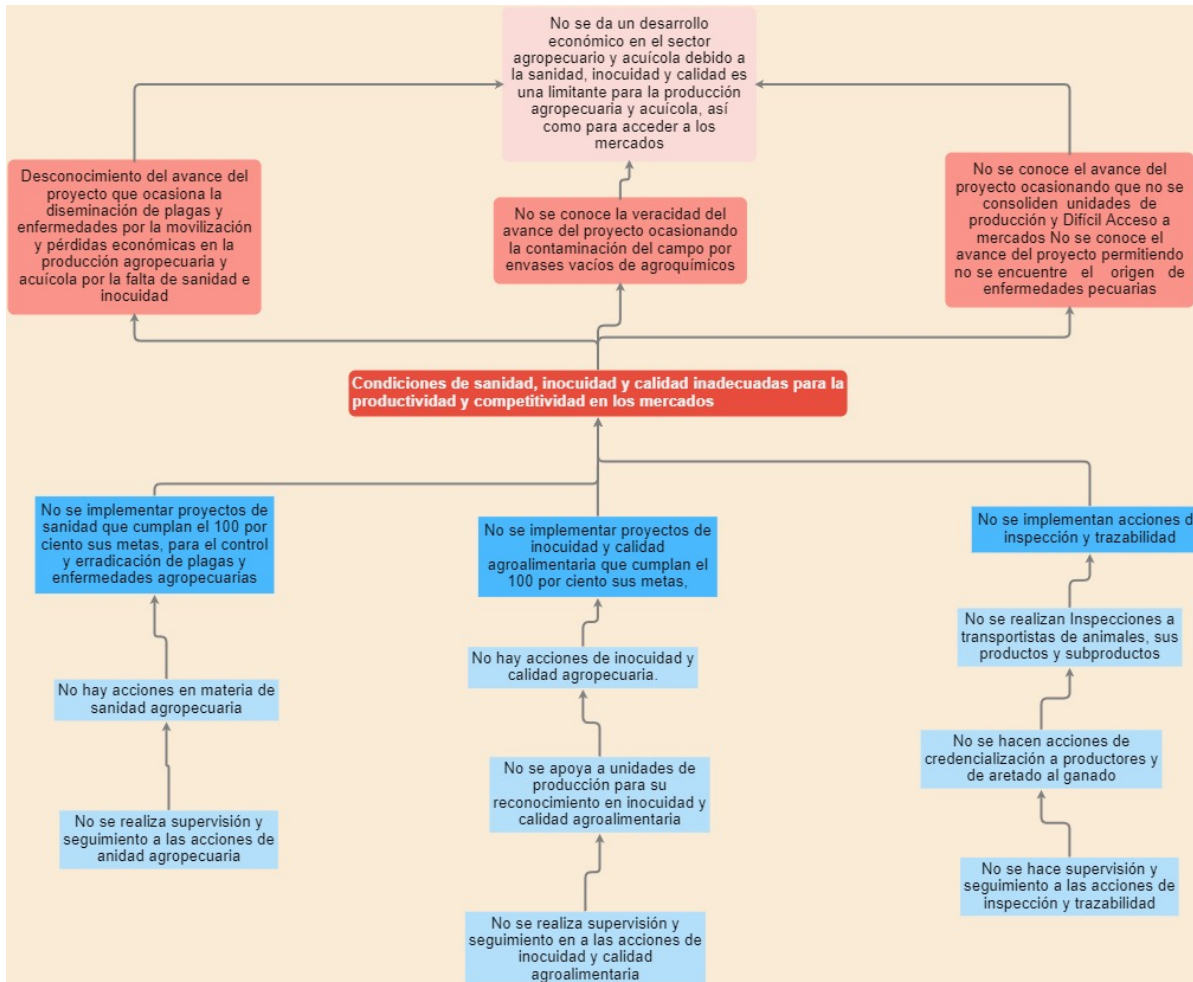 No se da un desarrollo
económico en el sector
agropecuario y acuícola debido a
la sanidad, inocuidad y calidad es
una limitante para la producción
agropecuaria y acuícola, así
como para acceder a los
mercados
Desconocimiento del avance del
proyecto que ocasiona la
diseminación de plagas y
enfermedades por la movilización
y pérdidas económicas en la
producción agropecuaria y
acuícola por la falta de sanidad e
inocuidad
No se conoce la veracidad del
avance del proyecto ocasionando
la contaminación del campo por
envases vacíos de agroquímicos
No se conoce el avance del
proyecto ocasionando que no se
consoliden unidades de
producción y Difícil Acceso a
mercados No se conoce el
avance del proyecto permitiendo
no se encuentre el origen de
enfermedades pecuarias
Condiciones de sanidad, inocuidad y calidad inadecuadas para la
productividad y competitividad en los mercados
No se implementar proyectos de
sanidad que cumplan el 100 por
ciento sus metas, para el control
y erradicación de plagas y
enfermedades agropecuarias
No hay acciones en materia de
sanidad agropecuaria
No se realiza supervisión y
seguimiento a las acciones de
anidad agropecuaria
No se implementar proyectos de
inocuidad y calidad
agroalimentaria que cumplan el
100 por ciento sus metas,
No hay acciones de inocuidad y
calidad agropecuaria.
No se apoya a unidades de
producción para su
reconocimiento en inocuidad y
calidad agroalimentaria
No se realiza supervisión y
seguimiento en a las acciones de
inocuidad y calidad
agroalimentaria
No se implementan acciones d
inspección y trazabilidad
No se realizan Inspecciones a
transportistas de animales, sus
productos y subproductos
No se hacen acciones de
credencialización a productores y
de aretado al ganado
No se hace supervisión y
seguimiento a las acciones de
inspección y trazabilidad